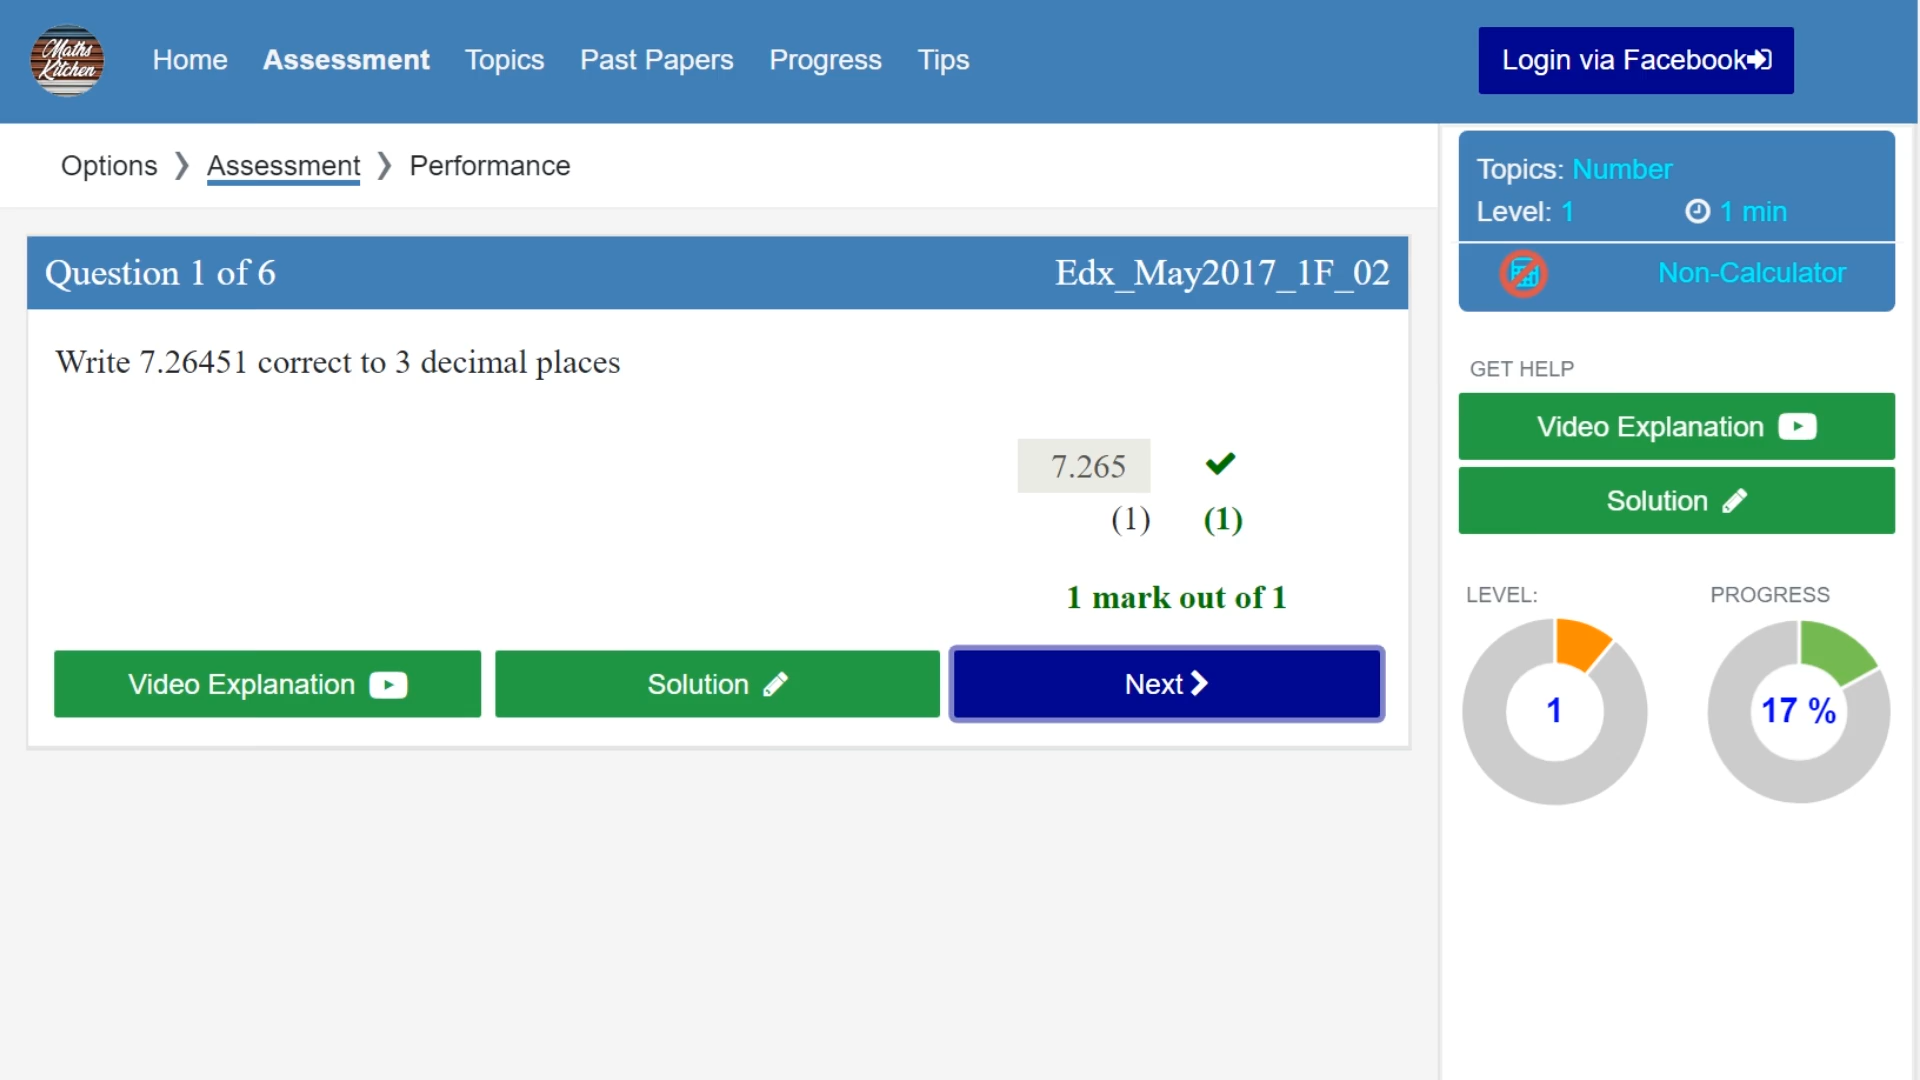 Maths
Kitchen
Home Assessment Topics Past Papers Progress Tips
Login via Facebook
Options ❯ Assessment ❯ Performance
Topics: Number
Level: 1 1 min
Non-Calculator
Question 1 of 6 Edx_May2017_1F_02
Write 7.26451 correct to 3 decimal places
7.265
(1) (1)
1 mark out of 1
Video Explanation Solution Next
GET HELP
Video Explanation
Solution
LEVEL: PROGRESS
1 17 %